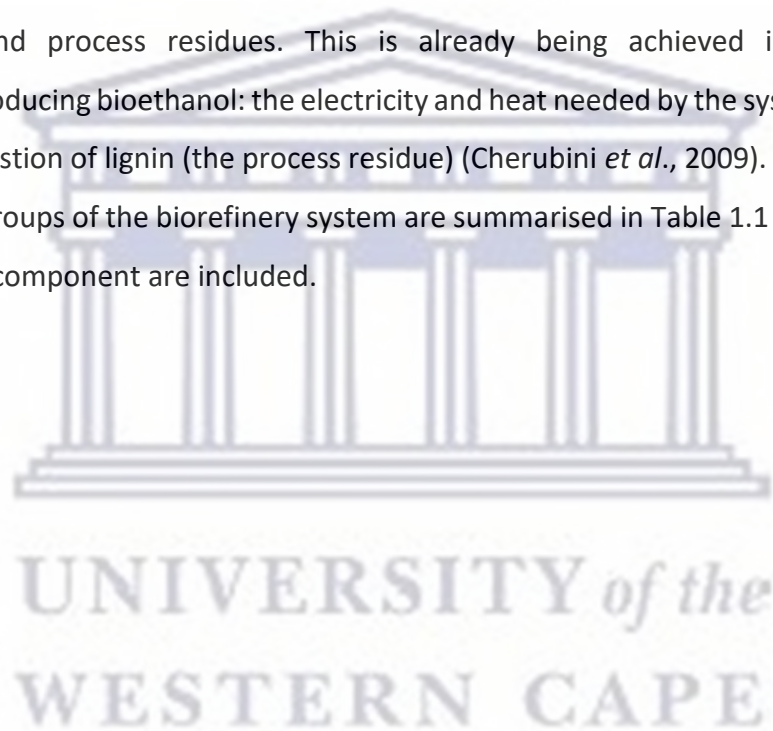 nd process residues. This is already being achieved i
oducing bioethanol: the electricity and heat needed by the sys
stion of lignin (the process residue) (Cherubini et al., 2009).
roups of the biorefinery system are summarised in Table 1.1
component are included.
UNIVERSITY of the
WESTERN CAPE